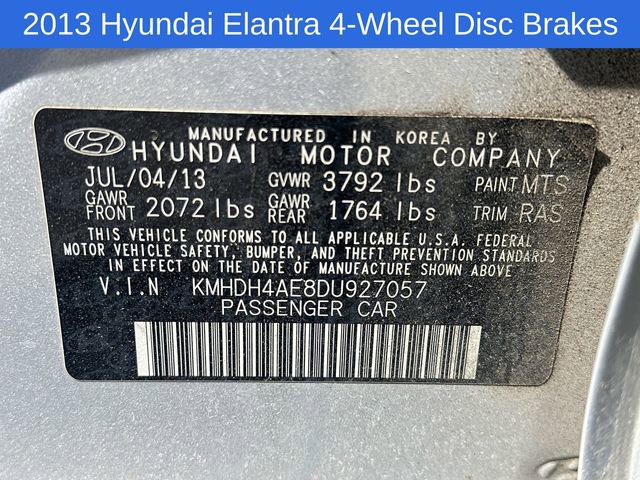 2013 Hyundai Elantra 4-Wheel Disc Brakes
MANUFACTURED IN KOREA BY
HYUNDAI MOTOR COMPANY
JUL/04/13 GVWR 3792 lbs PAINT MTS
GAWR FRONT 2072 lbs GAWR REAR 1764 lbs TRIM RAS
THIS VEHICLE CONFORMS TO ALL APPLICABLE U.S.A. FEDERAL
MOTOR VEHICLE SAFETY, BUMPER, AND THEFT PREVENTION STANDARDS
IN EFFECT ON THE DATE OF MANUFACTURE SHOWN ABOVE
V.I.N KMHDH4AE8DU927057
PASSENGER CAR